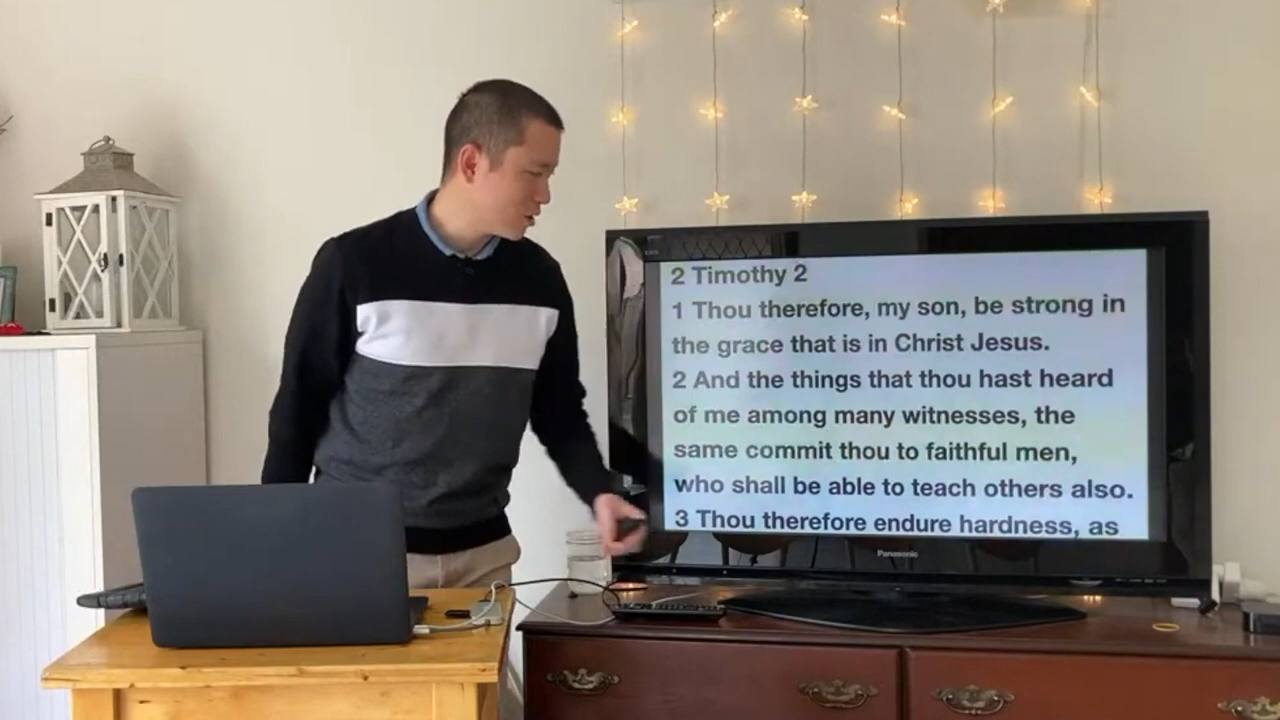 2 Timothy 2
1 Thou therefore, my son, be strong in
the grace that is in Christ Jesus.
2 And the things that thou hast heard
of me among many witnesses, the
same commit thou to faithful men,
who shall be able to teach others also.
3 Thou therefore endure hardness, as
Panasonic